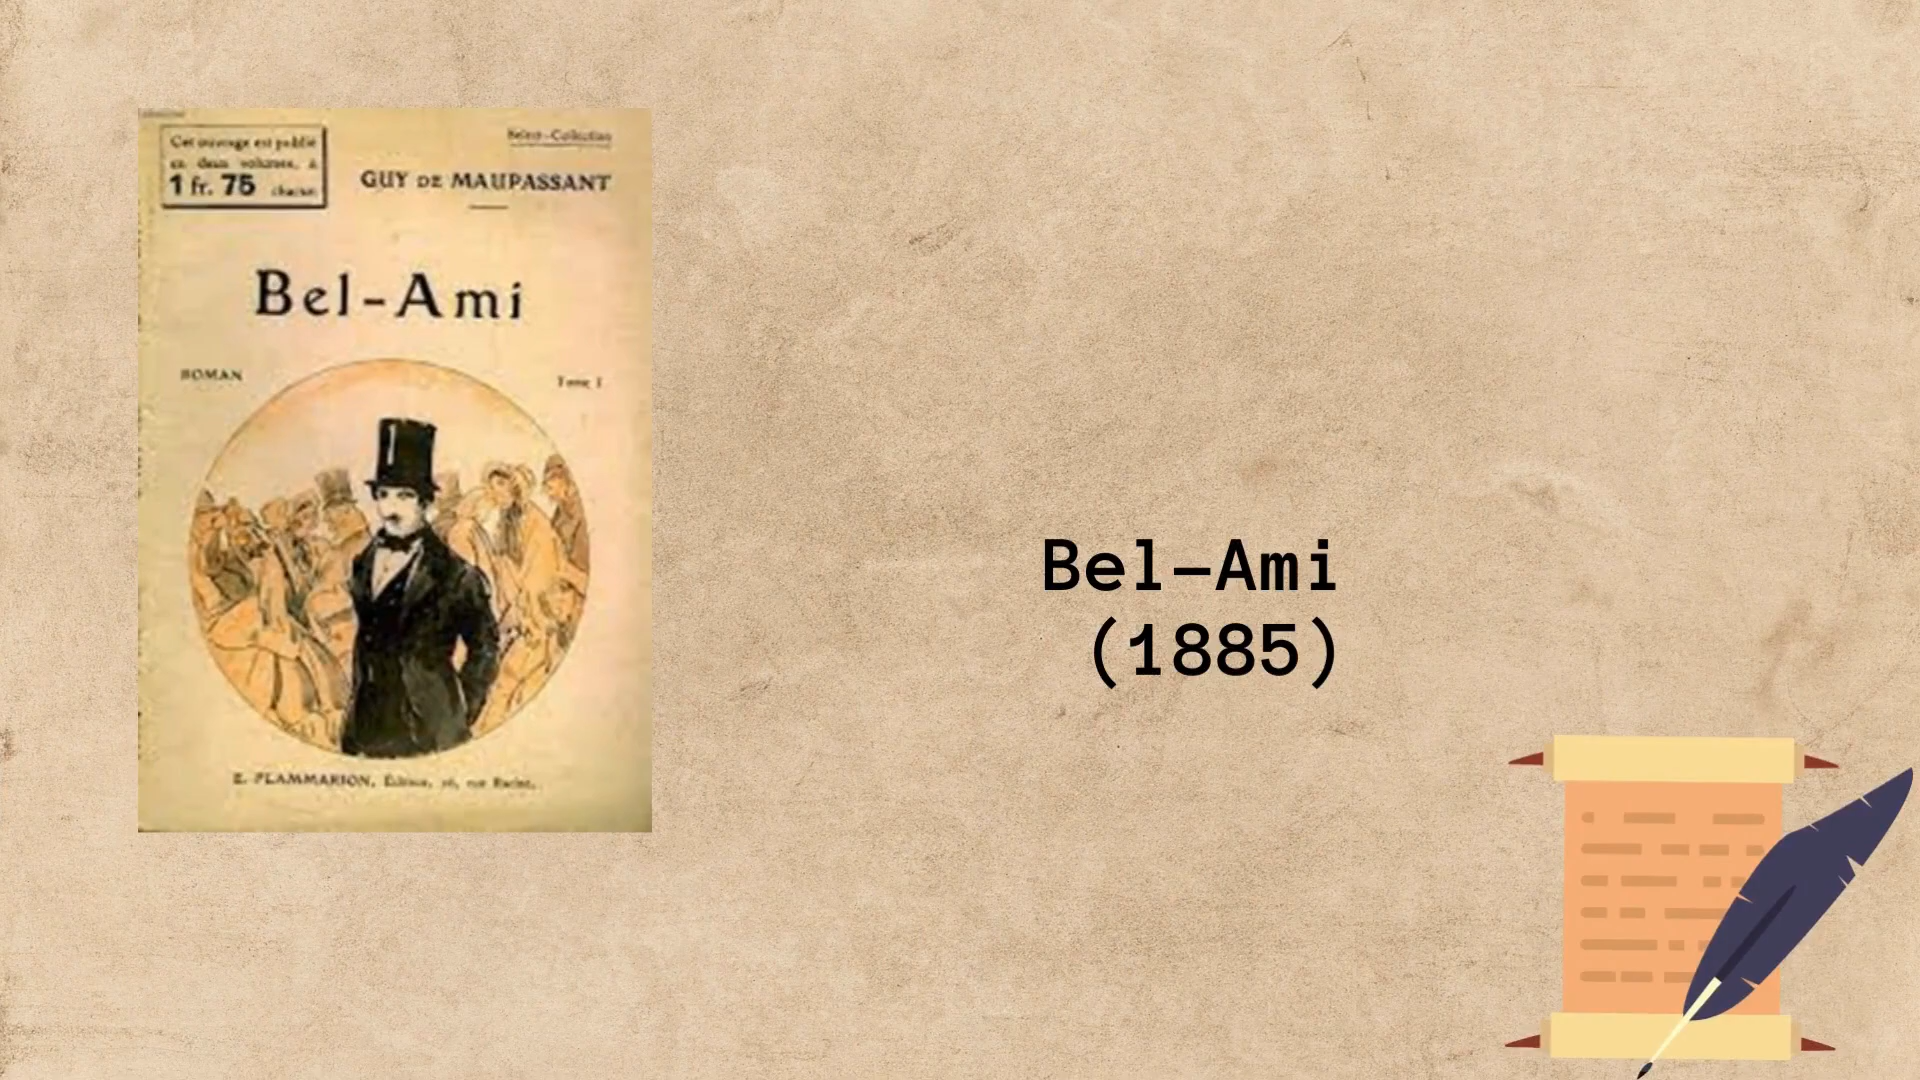 Cet ouvrage est publié
en deux volumes, à
1 fr. 75 chacun
Select-Collection
GUY DE MAUPASSANT
Bel-Ami
ROMAN
Tome I
E. FLAMMARION, Éditeur, 26, rue Racine.
Bel-Ami
(1885)